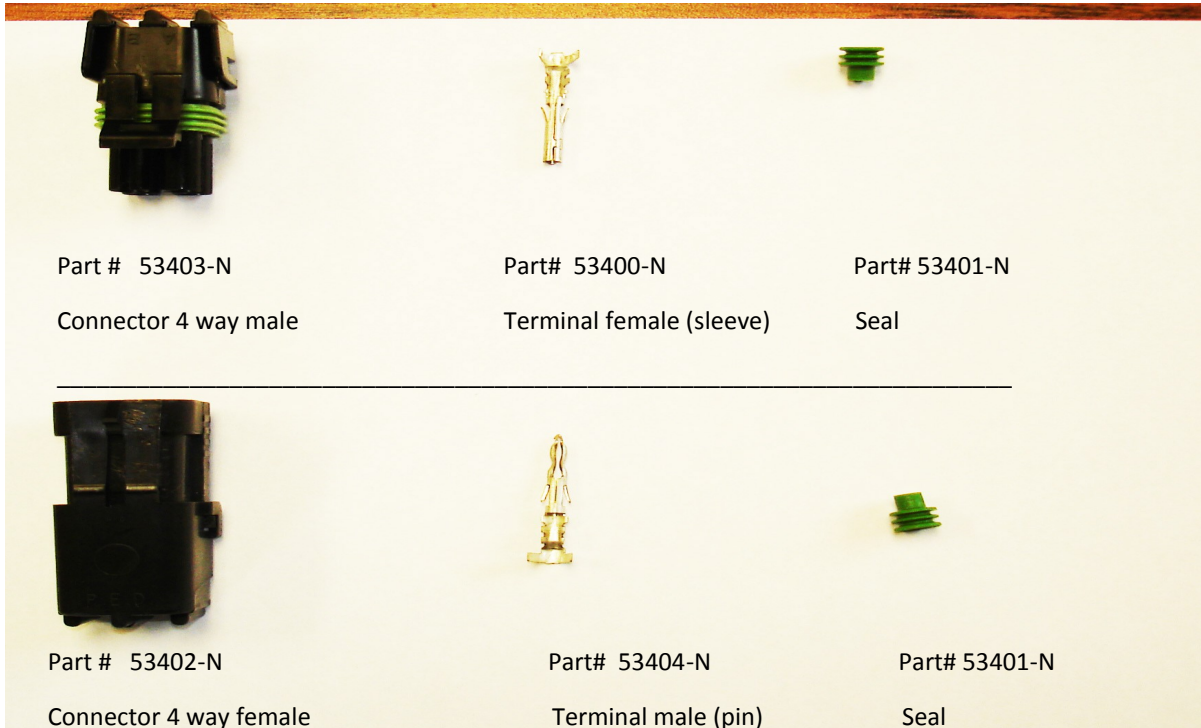 B A
Part # 53403-N Part# 53400-N Part# 53401-N
Connector 4 way male Terminal female (sleeve) Seal
P E D
Part # 53402-N Part# 53404-N Part# 53401-N
Connector 4 way female Terminal male (pin) Seal